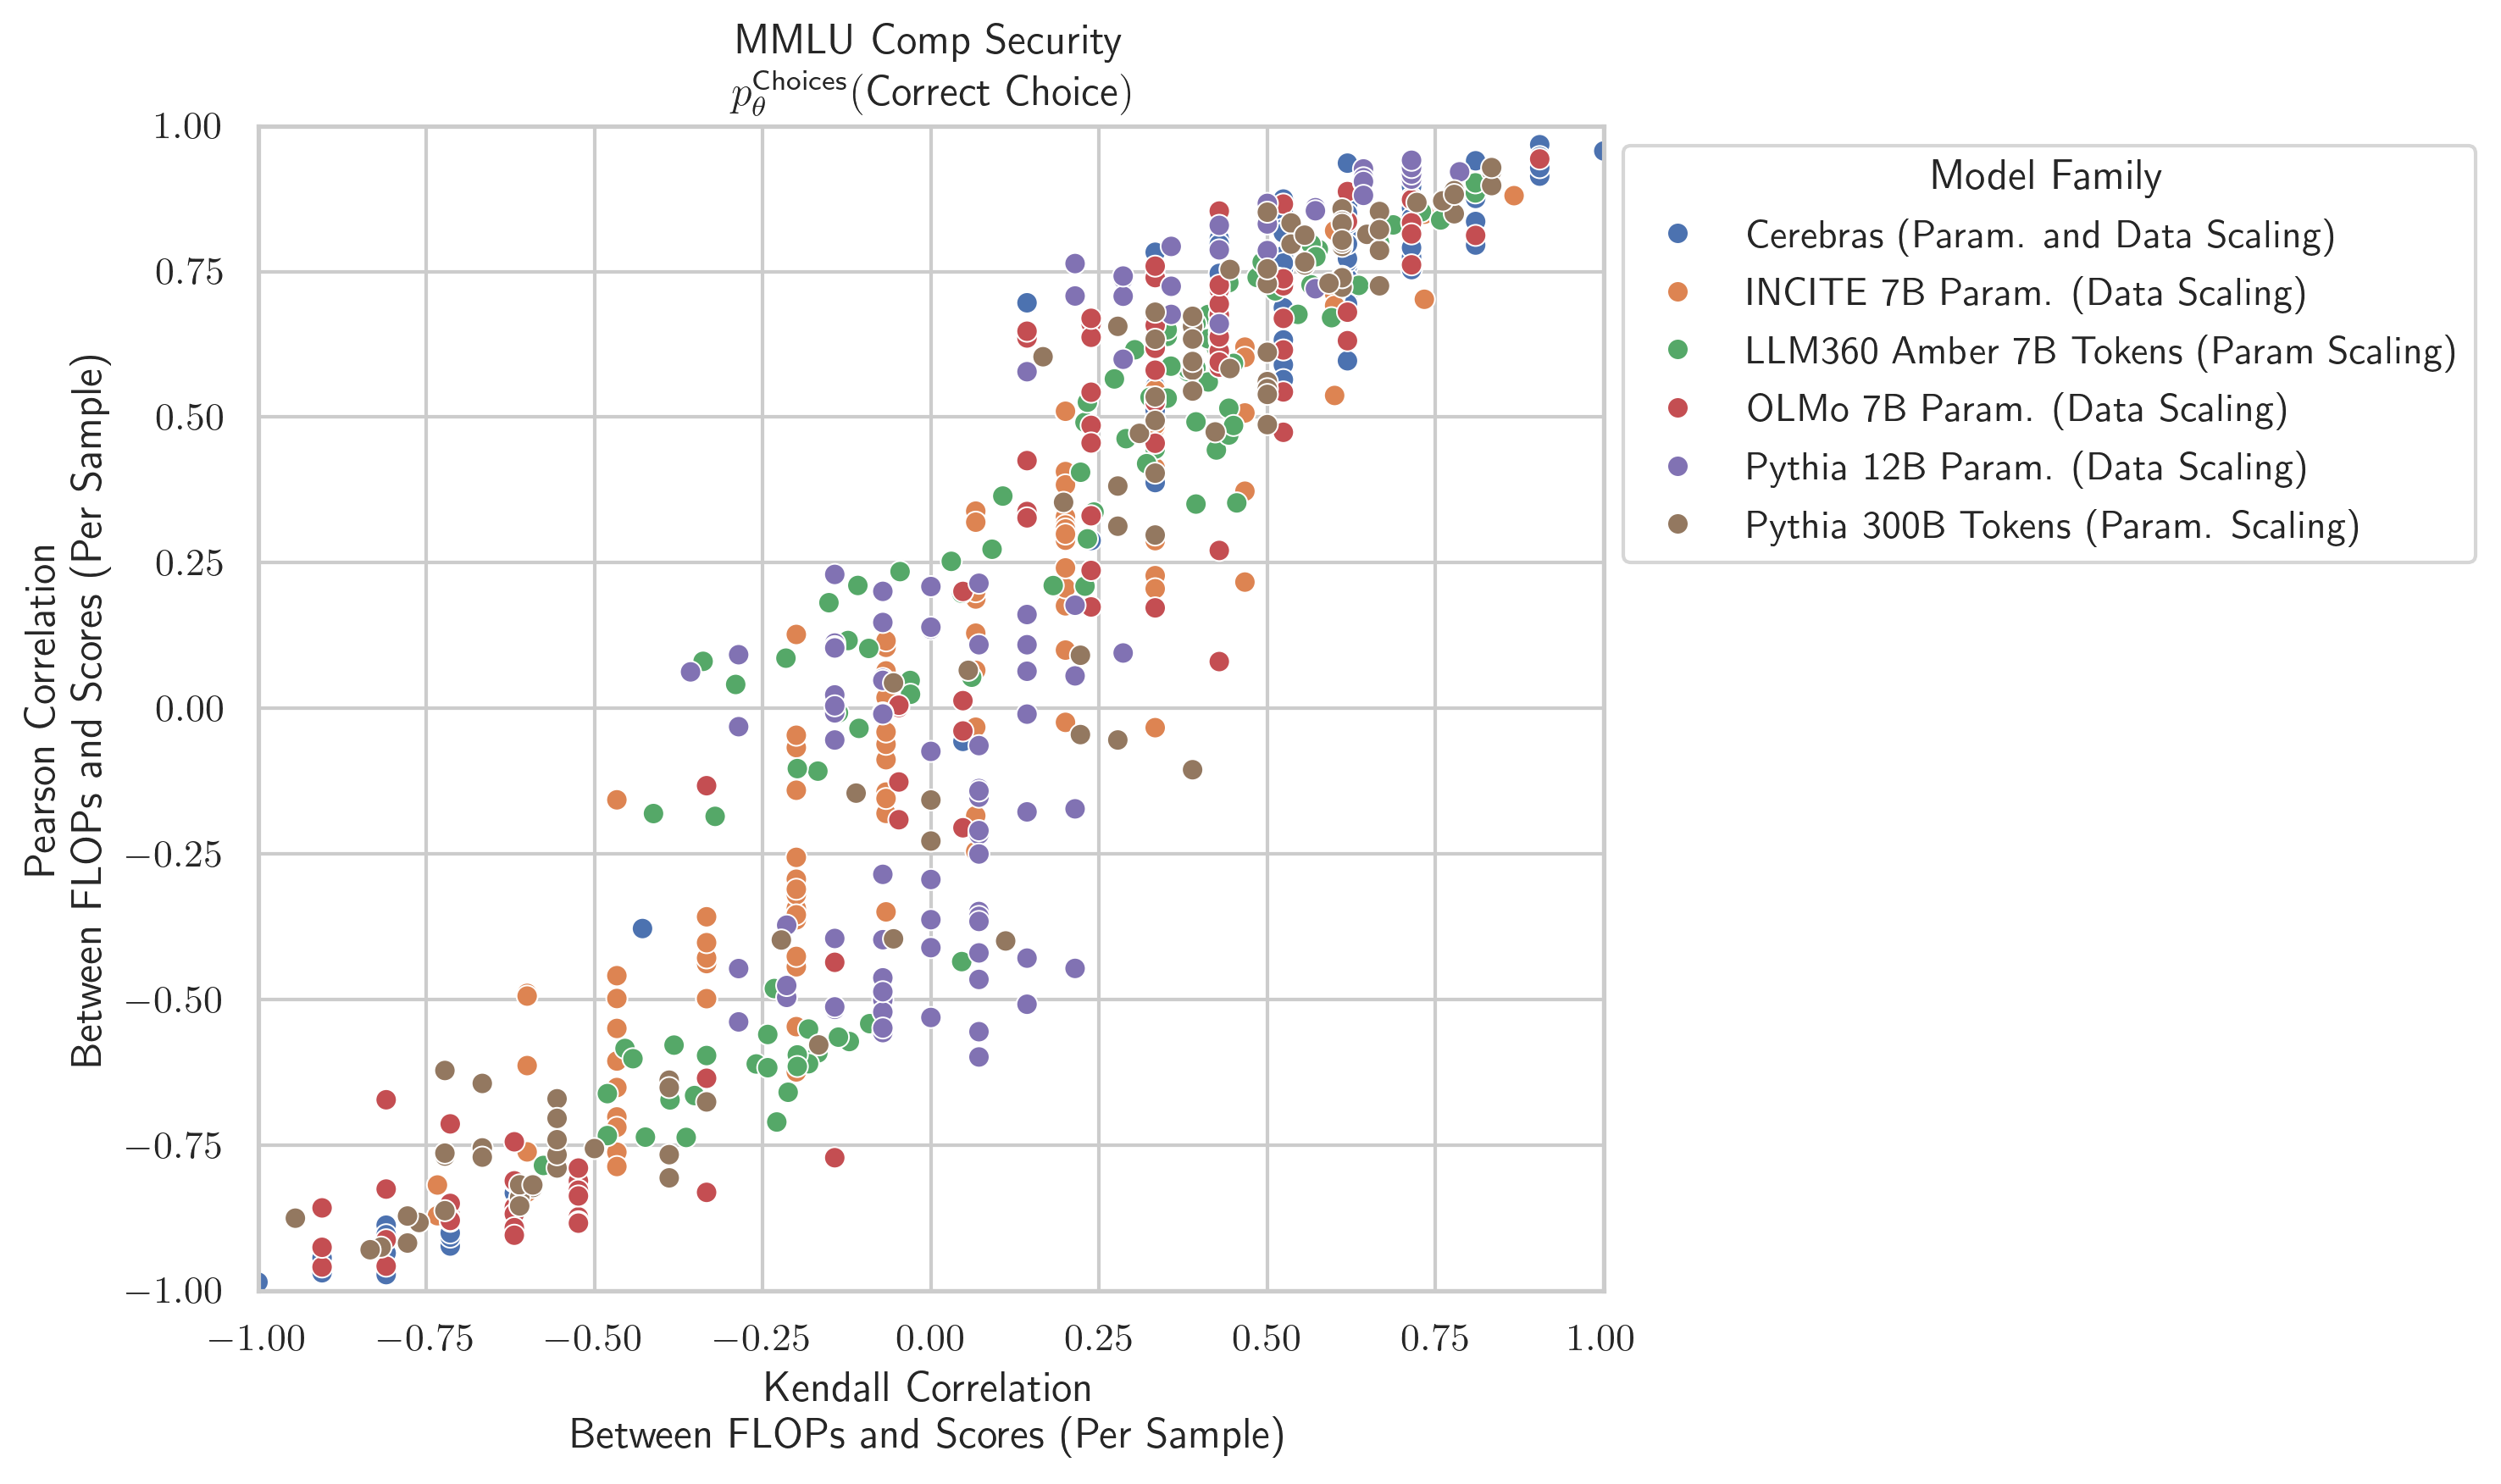 MMLU Comp Security
p_θ^Choices(Correct Choice)
1.00
0.75
0.50
0.25
0.00
−0.25
−0.50
−0.75
−1.00
Pearson Correlation
Between FLOPs and Scores (Per Sample)
−1.00 −0.75 −0.50 −0.25 0.00 0.25 0.50 0.75 1.00
Kendall Correlation
Between FLOPs and Scores (Per Sample)
Model Family
Cerebras (Param. and Data Scaling)
INCITE 7B Param. (Data Scaling)
LLM360 Amber 7B Tokens (Param Scaling)
OLMo 7B Param. (Data Scaling)
Pythia 12B Param. (Data Scaling)
Pythia 300B Tokens (Param. Scaling)